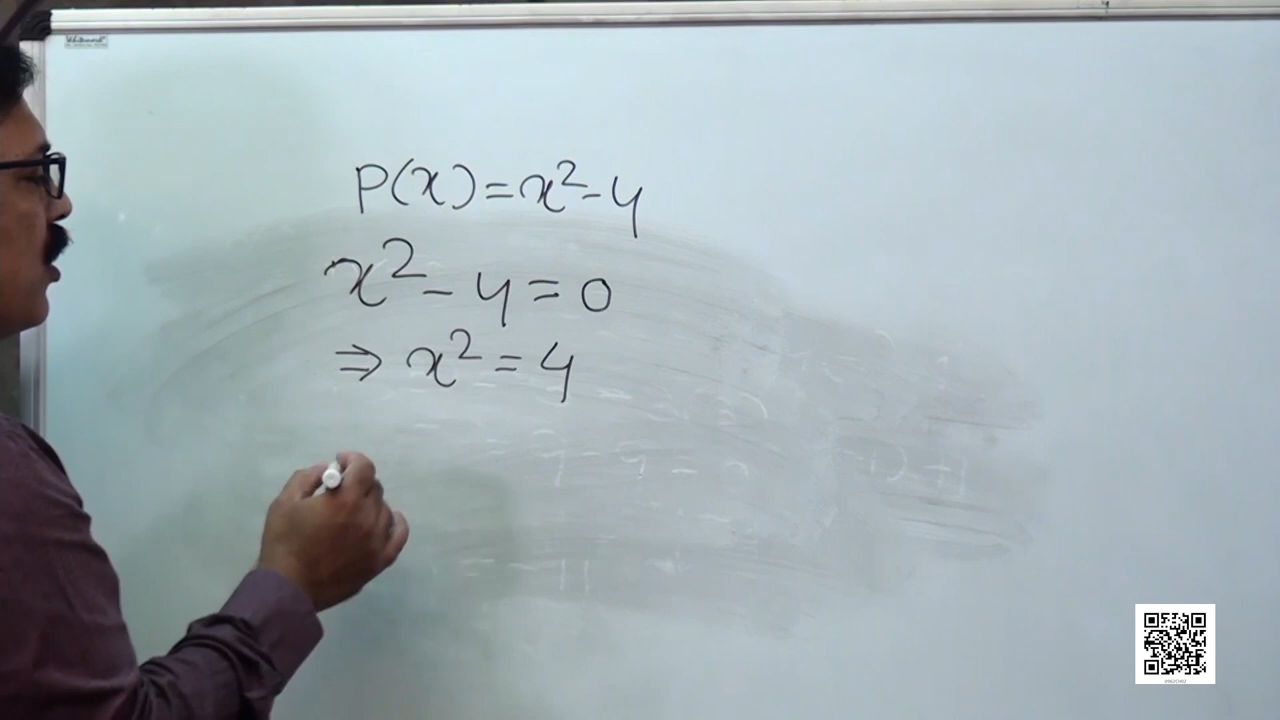 P(x) = x² - 4
x² - 4 = 0
⇒ x² = 4